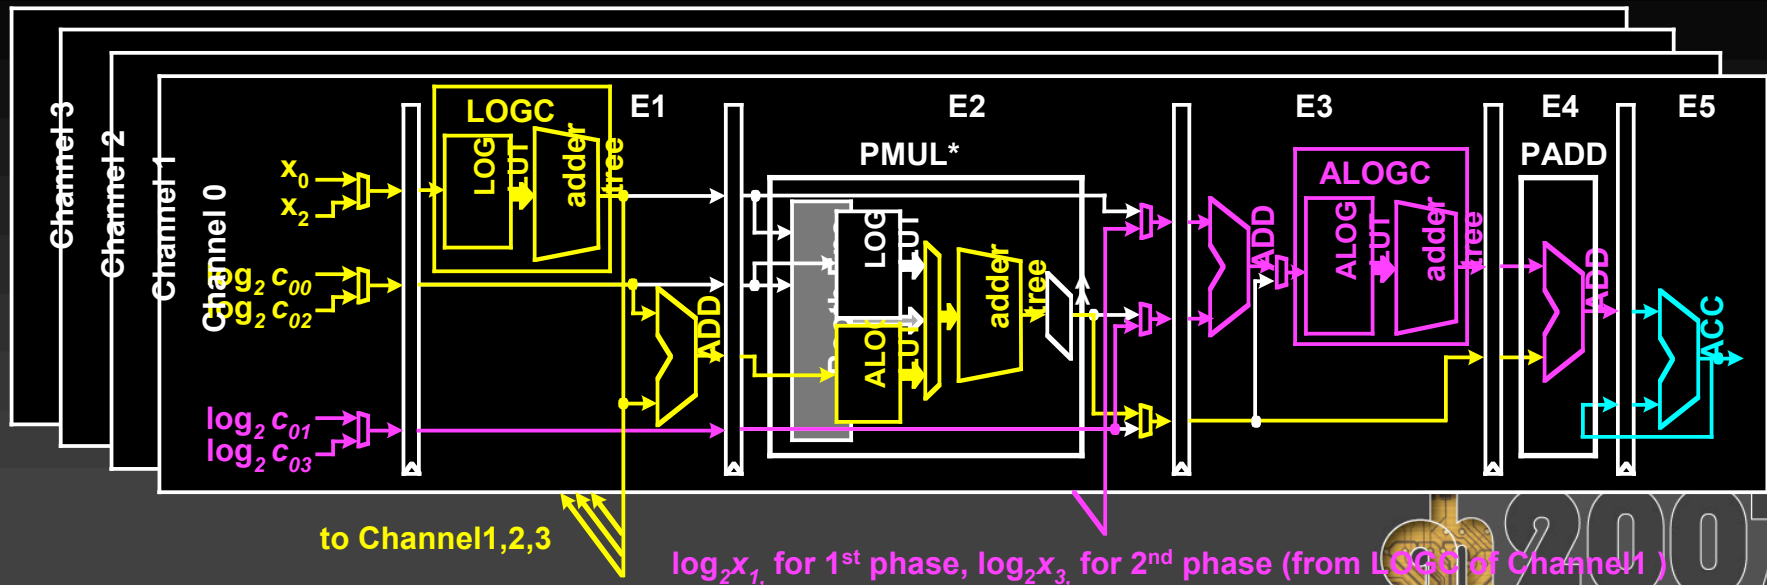 Channel 3
Channel 2
Channel 1
Channel 0
x0
x2
log2 c00
log2 c02
log2 c01
log2 c03
LOGC
LOG
LUT
adder
tree
E1
ADD
E2
PMUL*
LOG
LUT
ALOG
LUT
adder
tree
E3
ADD
ALOGC
ALOG
LUT
adder
tree
E4
PADD
ADD
E5
ACC
to Channel1,2,3
log2x1, for 1st phase, log2x3, for 2nd phase (from LOGC of Channel1 )